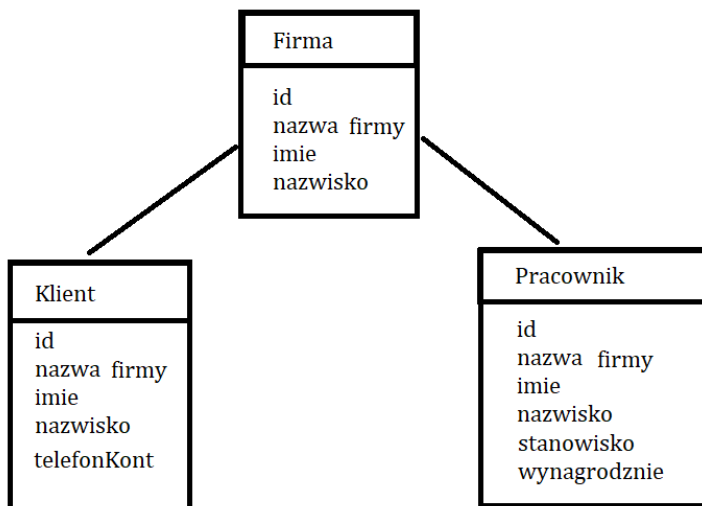 Firma
id
nazwa firmy
imie
nazwisko
Klient
id
nazwa firmy
imie
nazwisko
telefonKont
Pracownik
id
nazwa firmy
imie
nazwisko
stanowisko
wynagrodznie